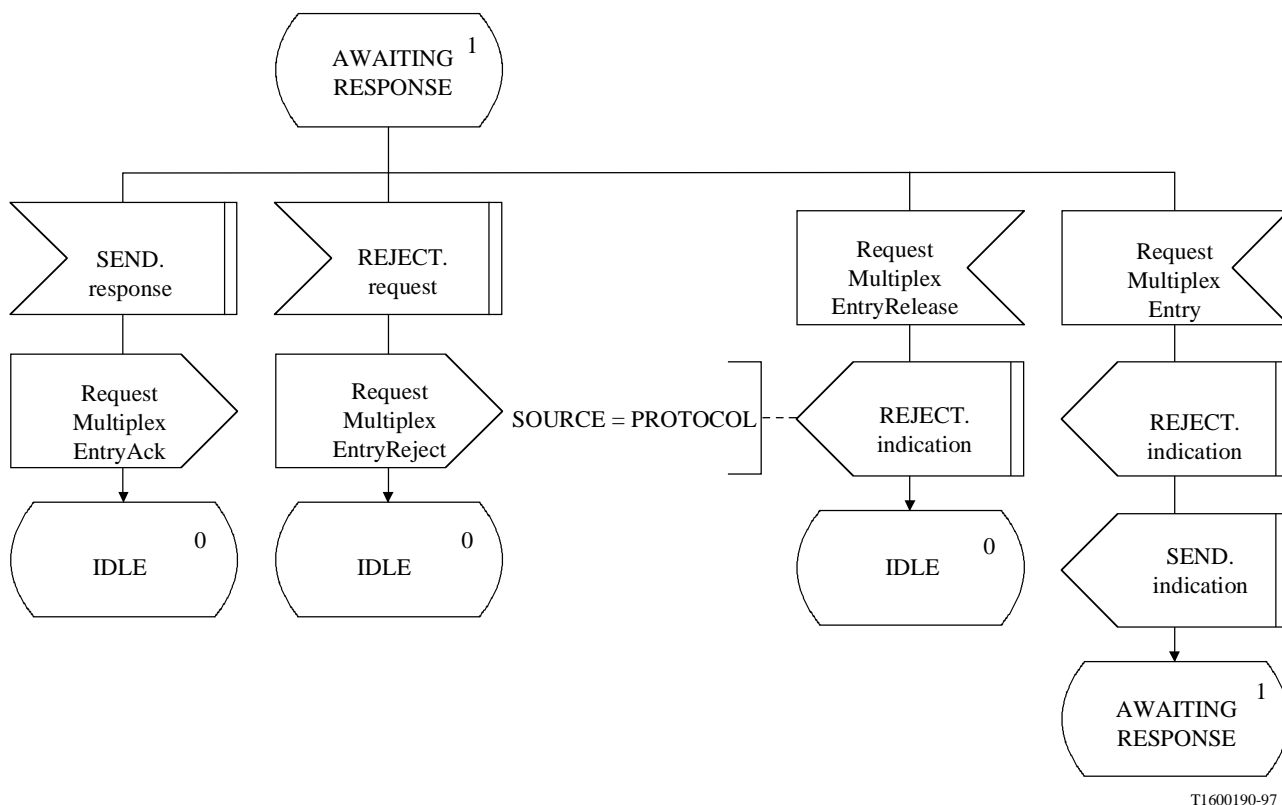 1
AWAITING
RESPONSE
SEND.
response
REJECT.
request
Request
Multiplex
EntryRelease
Request
Multiplex
Entry
Request
Multiplex
EntryAck
Request
Multiplex
EntryReject
SOURCE = PROTOCOL
REJECT.
indication
REJECT.
indication
0
IDLE
0
IDLE
0
IDLE
SEND.
indication
1
AWAITING
RESPONSE
T1600190-97